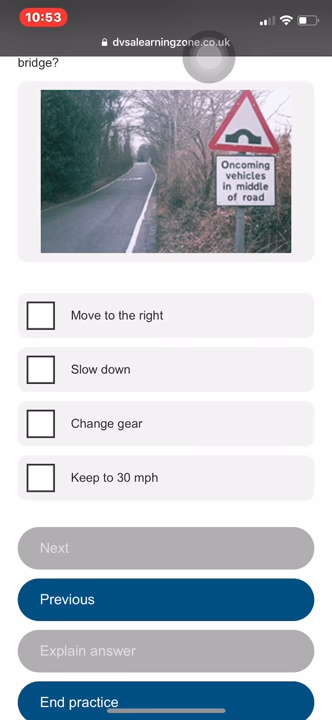 10:53
dvsalearningzone.co.uk
bridge?
Oncoming
vehicles
in middle
of road
Move to the right
Slow down
Change gear
Keep to 30 mph
Next
Previous
Explain answer
End practice